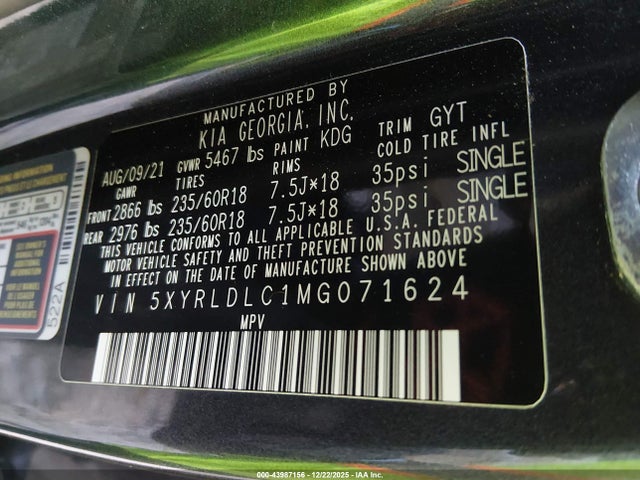 MANUFACTURED BY
KIA GEORGIA, INC.
AUG/09/21 GVWR 5467 lbs PAINT KDG TRIM GYT
GAWR TIRES RIMS COLD TIRE INFL
FRONT 2866 lbs 235/60R18 7.5J*18 35psi SINGLE
REAR 2976 lbs 235/60R18 7.5J*18 35psi SINGLE
THIS VEHICLE CONFORMS TO ALL APPLICABLE U.S.A. FEDERAL
MOTOR VEHICLE SAFETY AND THEFT PREVENTION STANDARDS
IN EFFECT ON THE DATE OF MANUFACTURE SHOWN ABOVE
VIN 5XYRLDLC1MG071624
MPV
522A
000-43987156 - 12/22/2025 - IAA Inc.